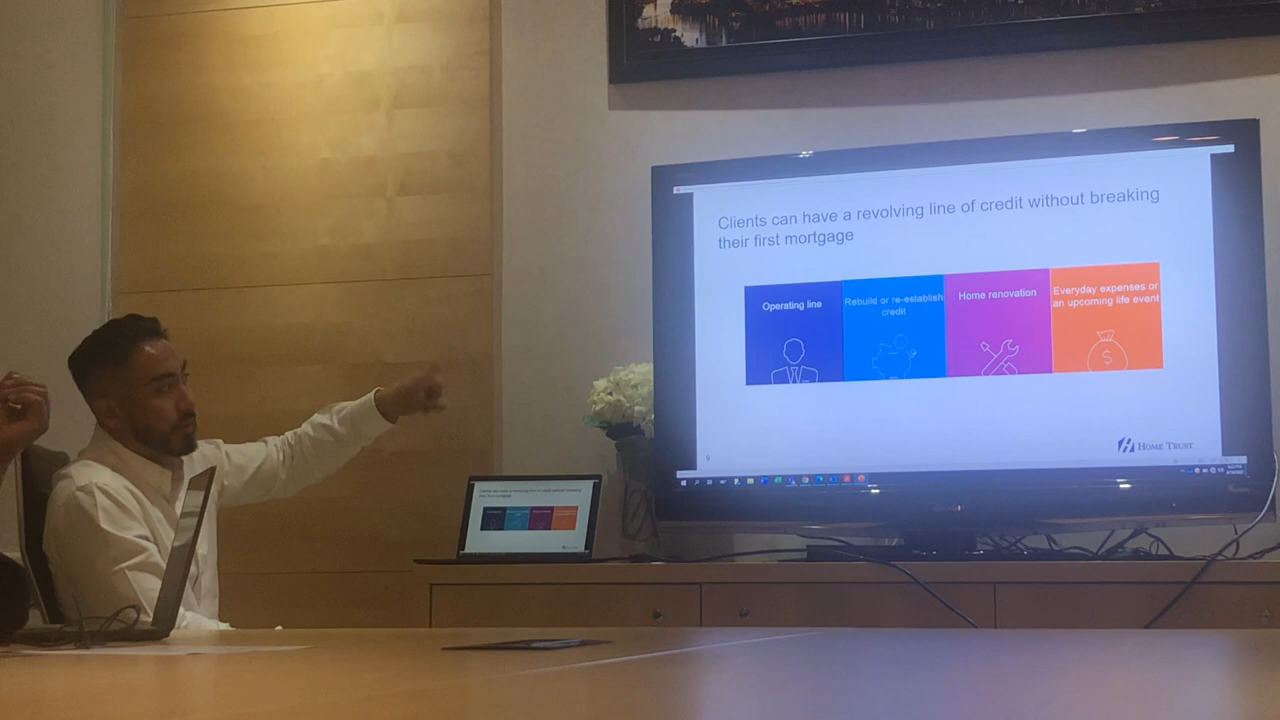 Clients can have a revolving line of credit without breaking
their first mortgage
Operating line
Rebuild or re-establish
credit
Home renovation
Everyday expenses or
an upcoming life event
$
HOME TRUST
9